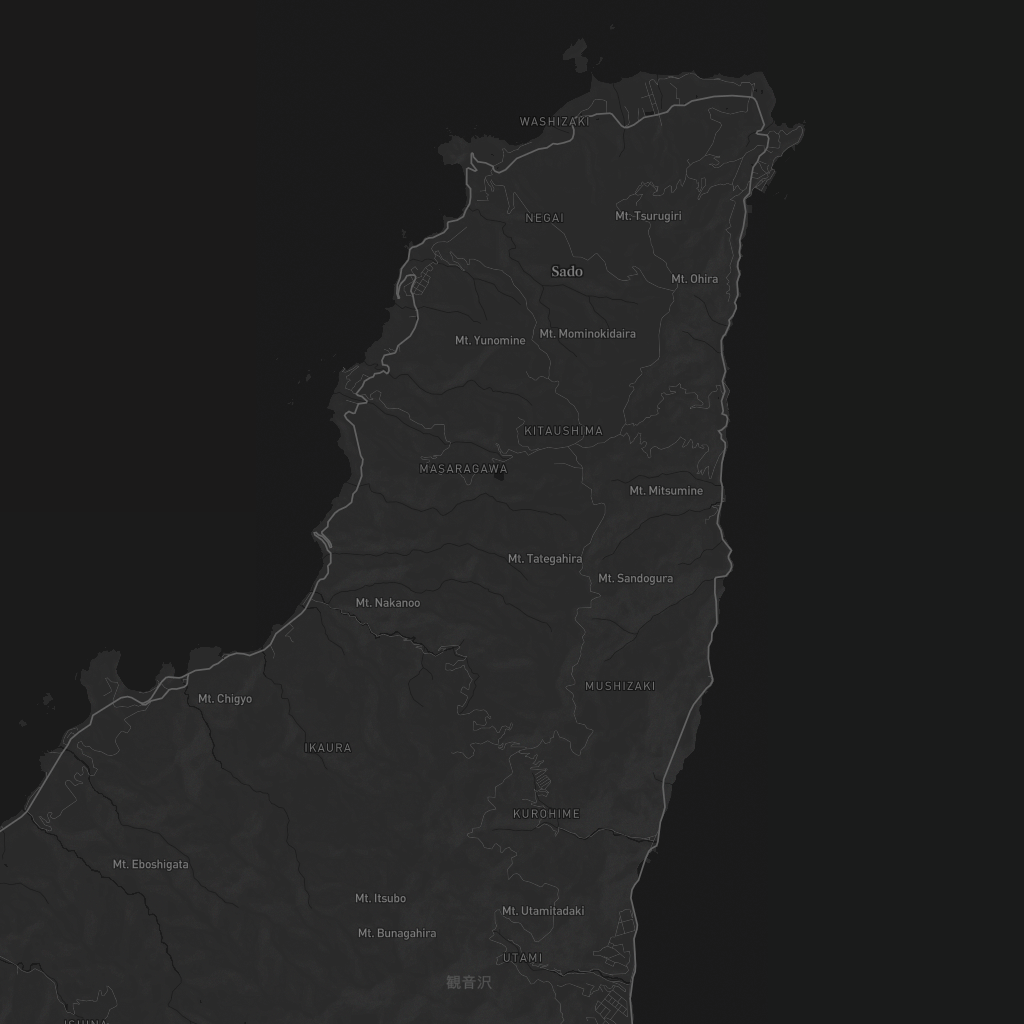 WASHIZAKI
NEGAI
Mt. Tsurugiri
Sado
Mt. Ohira
Mt. Mominokidaira
Mt. Yunomine
KITAUSHIMA
MASARAGAWA
Mt. Mitsumine
Mt. Tategahira
Mt. Sandogura
Mt. Nakanoo
MUSHIZAKI
Mt. Chigyo
IKAURA
KUROHIME
Mt. Eboshigata
Mt. Itsubo
Mt. Utamitadaki
Mt. Bunagahira
UTAMI
観音沢